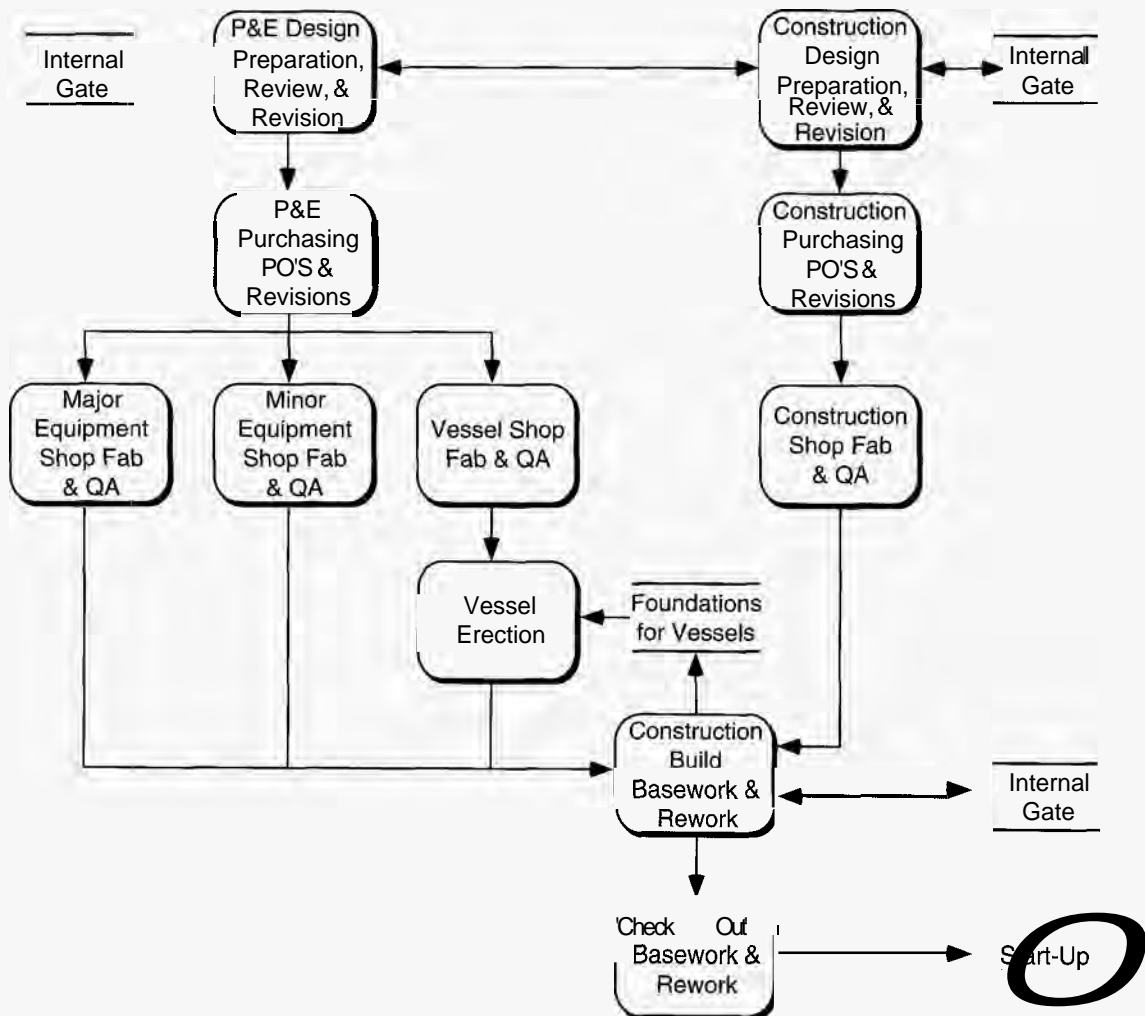 Internal
Gate
P&E Design
Preparation,
Review, &
Revision
Construction
Design
Preparation,
Review, &
Revision
Internal
Gate
P&E
Purchasing
PO'S &
Revisions
Construction
Purchasing
PO'S &
Revisions
Major
Equipment
Shop Fab
& QA
Minor
Equipment
Shop Fab
& QA
Vessel Shop
Fab & QA
Construction
Shop Fab
& QA
Vessel
Erection
Foundations
for Vessels
Construction
Build
Basework &
Rework
Internal
Gate
'Check Out'
Basework &
Rework
Start-Up